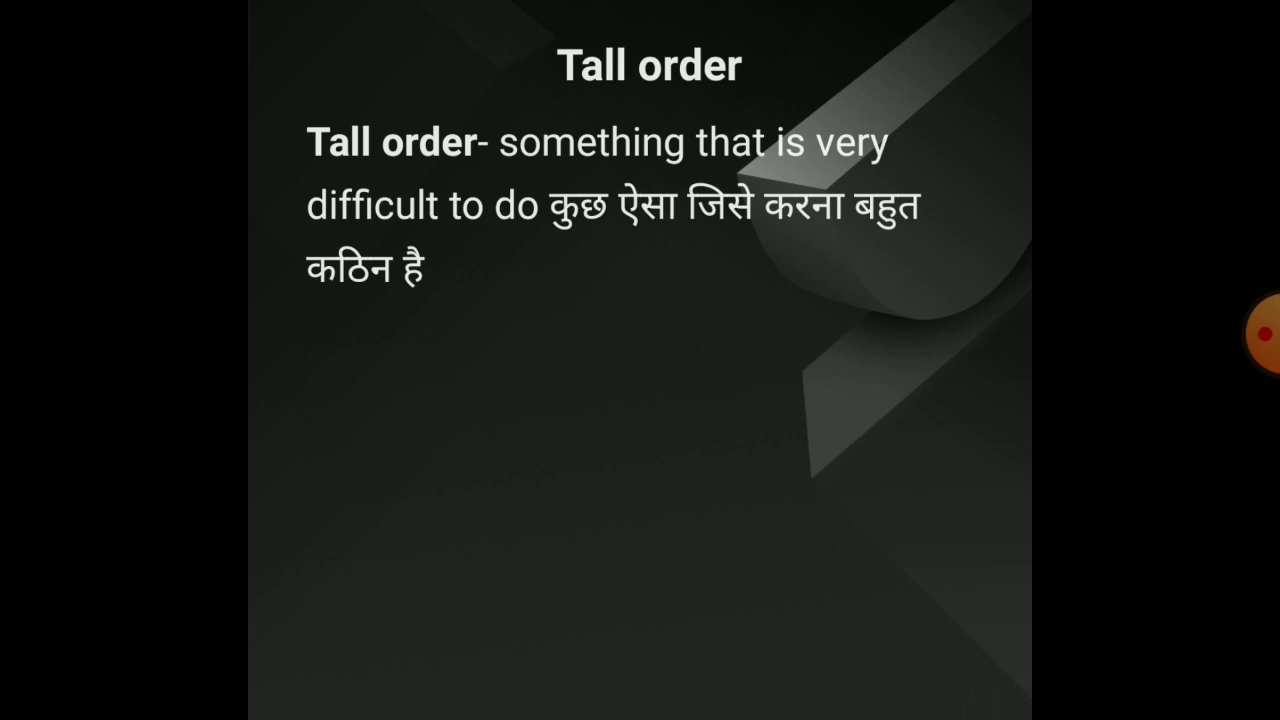 Tall order
Tall order- something that is very
difficult to do कुछ ऐसा जिसे करना बहुत
कठिन है